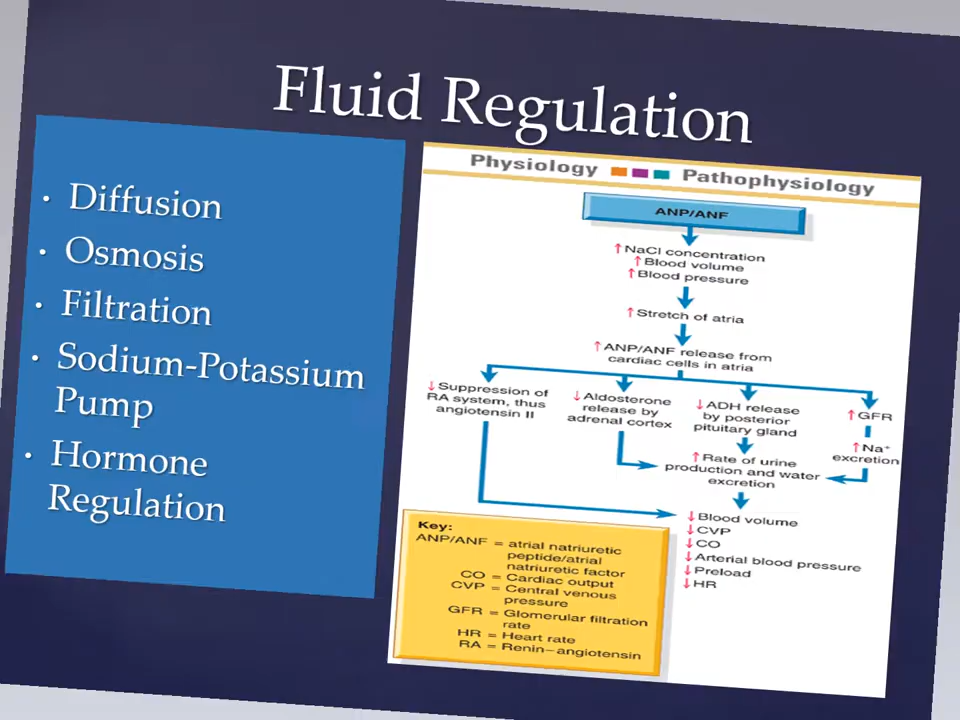 Fluid Regulation
• Diffusion
• Osmosis
• Filtration
• Sodium-Potassium
Pump
• Hormone
Regulation
Physiology Pathophysiology
ANP/ANF
↑NaCl concentration
↑Blood volume
↑Blood pressure
↑Stretch of atria
↑ANP/ANF release from
cardiac cells in atria
↓Suppression of
RA system, thus
angiotensin II
↓Aldosterone
release by
adrenal cortex
↓ADH release
by posterior
pituitary gland
↑GFR
↑Na⁺
excretion
↑Rate of urine
production and water
excretion
↓Blood volume
↓CVP
↓CO
↓Arterial blood pressure
↓Preload
↓HR
Key:
ANP/ANF = atrial natriuretic
peptide/atrial
natriuretic factor
CO = Cardiac output
CVP = Central venous
pressure
GFR = Glomerular filtration
rate
HR = Heart rate
RA = Renin–angiotensin